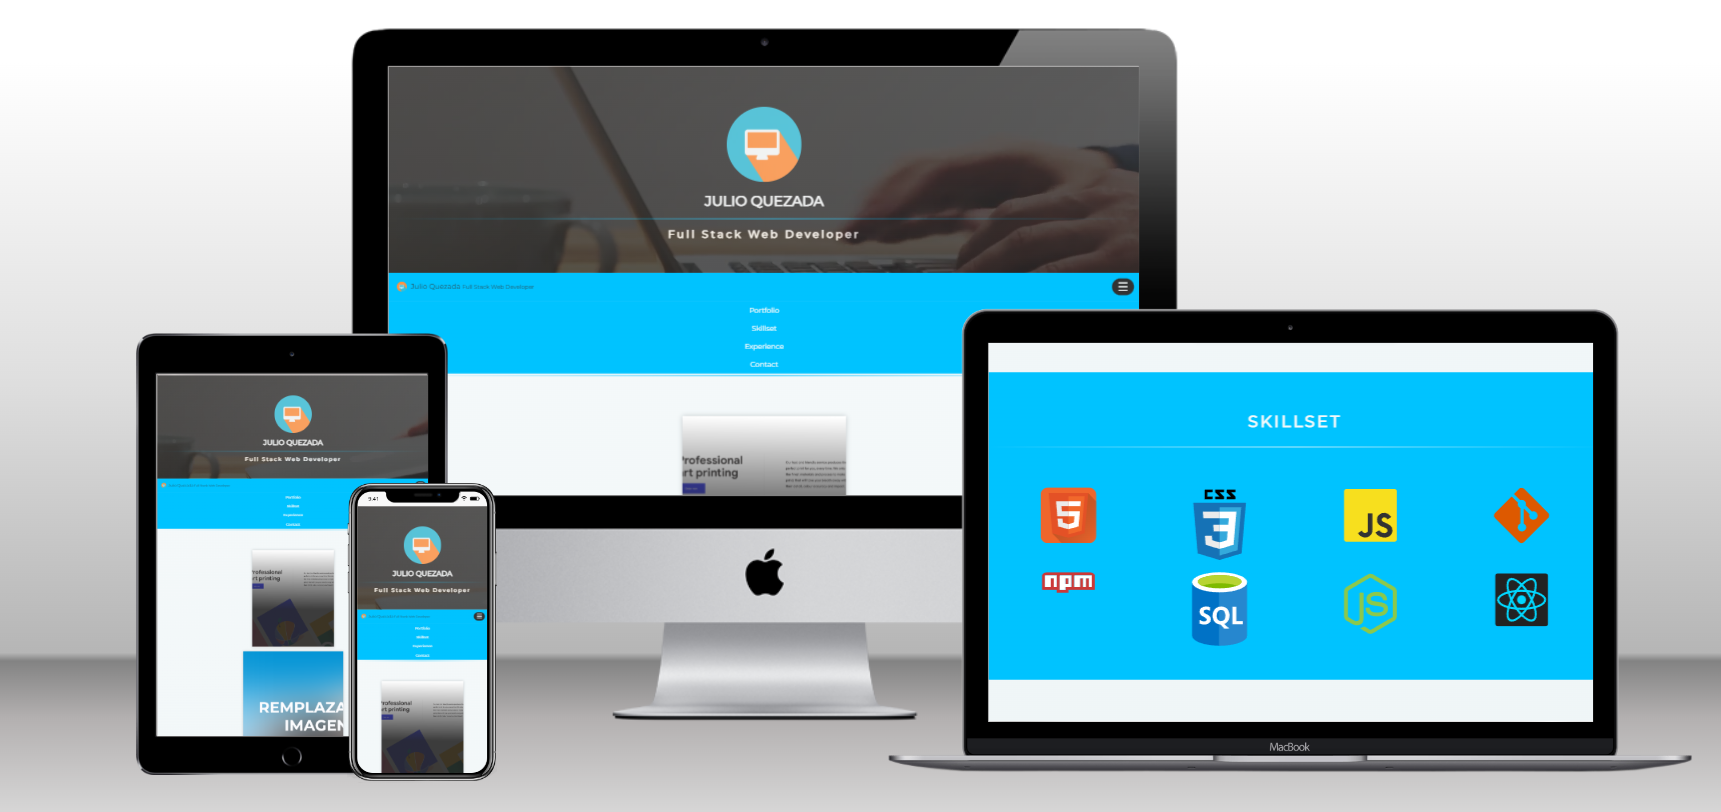 JULIO QUEZADA
Full Stack Web Developer
Julio Quezada Full Stack Web Developer
Portfolio
Skillset
Experience
Contact
rofessional
rt printing
JULIO QUEZADA
Full Stack Web Developer
Portfolio
Skillset
Experience
Contact
rofessional
rt printing
REMPLAZA
IMAGEN
9:41
JULIO QUEZADA
Full Stack Web Developer
Portfolio
Skillset
Experience
Contact
rofessional
rt printing
SKILLSET
5
CSS
3
JS
npm
SQL
JS
MacBook